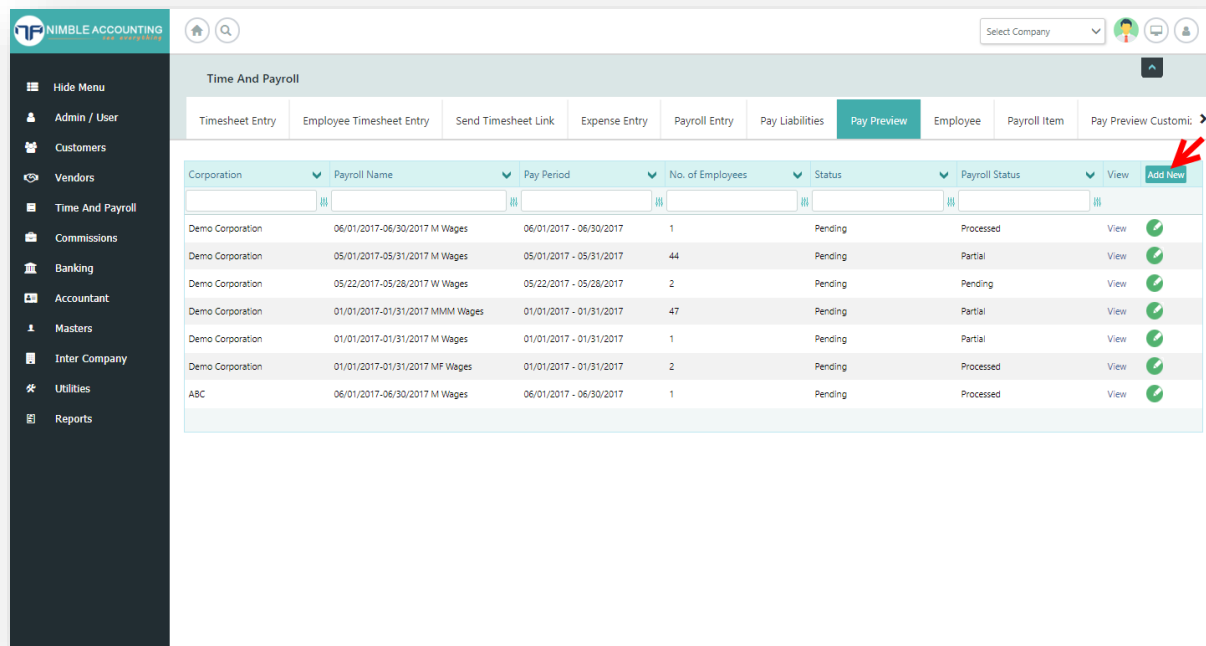 NIMBLE ACCOUNTING
see everything
Select Company
Hide Menu
Admin / User
Customers
Vendors
Time And Payroll
Commissions
Banking
Accountant
Masters
Inter Company
Utilities
Reports
Time And Payroll
Timesheet Entry Employee Timesheet Entry Send Timesheet Link Expense Entry Payroll Entry Pay Liabilities Pay Preview Employee Payroll Item Pay Preview Customi:
Corporation Payroll Name Pay Period No. of Employees Status Payroll Status View Add New
Demo Corporation 06/01/2017-06/30/2017 M Wages 06/01/2017 - 06/30/2017 1 Pending Processed View
Demo Corporation 05/01/2017-05/31/2017 M Wages 05/01/2017 - 05/31/2017 44 Pending Partial View
Demo Corporation 05/22/2017-05/28/2017 W Wages 05/22/2017 - 05/28/2017 2 Pending Pending View
Demo Corporation 01/01/2017-01/31/2017 MMM Wages 01/01/2017 - 01/31/2017 47 Pending Partial View
Demo Corporation 01/01/2017-01/31/2017 M Wages 01/01/2017 - 01/31/2017 1 Pending Partial View
Demo Corporation 01/01/2017-01/31/2017 MF Wages 01/01/2017 - 01/31/2017 2 Pending Processed View
ABC 06/01/2017-06/30/2017 M Wages 06/01/2017 - 06/30/2017 1 Pending Processed View